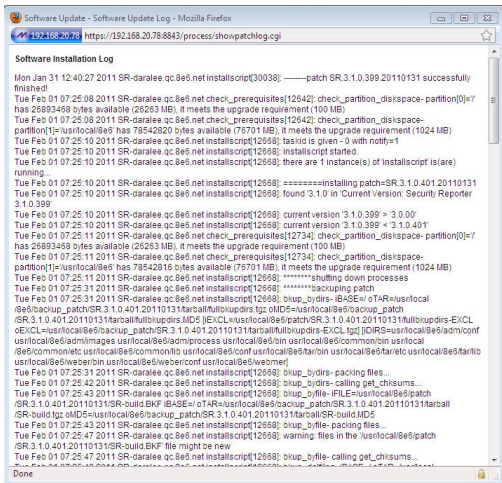 Software Update - Software Update Log - Mozilla Firefox
192.168.20.78 https://192.168.20.78:8843/process/showpatchlog.cgi
Software Installation Log
Mon Jan 31 12:40:27 2011 SR-daralee.qc.8e6.net installscript[30038]: --------patch SR.3.1.0.399.20110131 successfully
finished!
Tue Feb 01 07:25:08 2011 SR-daralee.qc.8e6.net check_prerequisites[12642]: check_partition_diskspace- partition[0]='/'
has 26893468 bytes available (26263 MB), it meets the upgrade requirement (100 MB)
Tue Feb 01 07:25:08 2011 SR-daralee.qc.8e6.net check_prerequisites[12642]: check_partition_diskspace-
partition[1]='/usr/local/8e6' has 78542820 bytes available (76701 MB), it meets the upgrade requirement (1024 MB)
Tue Feb 01 07:25:10 2011 SR-daralee.qc.8e6.net installscript[12668]: taskid is given - 0 with notify=1
Tue Feb 01 07:25:10 2011 SR-daralee.qc.8e6.net installscript[12668]: installscript started.
Tue Feb 01 07:25:10 2011 SR-daralee.qc.8e6.net installscript[12668]: there are 1 instance(s) of 'installscript is(are)
running...
Tue Feb 01 07:25:10 2011 SR-daralee.qc.8e6.net installscript[12668]: ========installing patch=SR.3.1.0.401.20110131
Tue Feb 01 07:25:10 2011 SR-daralee.qc.8e6.net installscript[12668]: found '3.1.0' in 'Current Version: Security Reporter
3.1.0.399'
Tue Feb 01 07:25:10 2011 SR-daralee.qc.8e6.net installscript[12668]: current version '3.1.0.399' > '3.0.00'
Tue Feb 01 07:25:10 2011 SR-daralee.qc.8e6.net installscript[12668]: current version '3.1.0.399' < '3.1.0.401'
Tue Feb 01 07:25:11 2011 SR-daralee.qc.8e6.net check_prerequisites[12734]: check_partition_diskspace- partition[0]='/'
has 26893468 bytes available (26263 MB), it meets the upgrade requirement (100 MB)
Tue Feb 01 07:25:11 2011 SR-daralee.qc.8e6.net check_prerequisites[12734]: check_partition_diskspace-
partition[1]='/usr/local/8e6' has 78542816 bytes available (76701 MB), it meets the upgrade requirement (1024 MB)
Tue Feb 01 07:25:11 2011 SR-daralee.qc.8e6.net installscript[12668]: ********shutting down processes
Tue Feb 01 07:25:31 2011 SR-daralee.qc.8e6.net installscript[12668]: ********backuping patch
Tue Feb 01 07:25:31 2011 SR-daralee.qc.8e6.net installscript[12668]: bkup_bydirs- iBASE=/ oTAR=/usr/local
/8e6/backup_patch/SR.3.1.0.401.20110131/tarball/fullbkupdirs.tgz oMD5=/usr/local/8e6/backup_patch
/SR.3.1.0.401.20110131/tarball/fullbkupdirs.MD5 [iEXCL=/usr/local/8e6/patch/SR.3.1.0.401.20110131/fullbkupdirs-EXCL
oEXCL=/usr/local/8e6/backup_patch/SR.3.1.0.401.20110131/tarball/fullbkupdirs-EXCL.tgz] [iDIRS=usr/local/8e6/adm/conf
usr/local/8e6/adm/images usr/local/8e6/adm/process usr/local/8e6/bin usr/local/8e6/common/bin usr/local
/8e6/common/etc usr/local/8e6/common/lib usr/local/8e6/conf usr/local/8e6/tar/bin usr/local/8e6/tar/etc usr/local/8e6/tar/lib
usr/local/8e6/weber/bin usr/local/8e6/weber/conf usr/local/8e6/webmer]
Tue Feb 01 07:25:31 2011 SR-daralee.qc.8e6.net installscript[12668]: bkup_bydirs- packing files...
Tue Feb 01 07:25:42 2011 SR-daralee.qc.8e6.net installscript[12668]: bkup_bydirs- calling get_chksums...
Tue Feb 01 07:25:43 2011 SR-daralee.qc.8e6.net installscript[12668]: bkup_byfile- iFILE=/usr/local/8e6/patch
/SR.3.1.0.401.20110131/SR-build.BKF iBASE=/ oTAR=/usr/local/8e6/backup_patch/SR.3.1.0.401.20110131/tarball
/SR-build.tgz oMD5=/usr/local/8e6/backup_patch/SR.3.1.0.401.20110131/tarball/SR-build.MD5
Tue Feb 01 07:25:43 2011 SR-daralee.qc.8e6.net installscript[12668]: bkup_byfile- packing files...
Tue Feb 01 07:25:47 2011 SR-daralee.qc.8e6.net installscript[12668]: warning: files in the '/usr/local/8e6/patch
/SR.3.1.0.401.20110131/SR-build.BKF' file might be new
Tue Feb 01 07:25:47 2011 SR-daralee.qc.8e6.net installscript[12668]: bkup_byfile- calling get_chksums...
Done